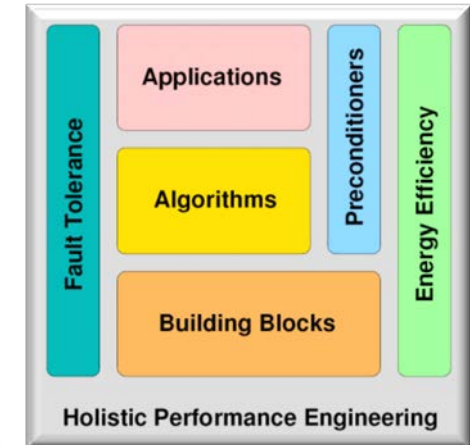 Fault Tolerance
Applications
Algorithms
Building Blocks
Preconditioners
Energy Efficiency
Holistic Performance Engineering